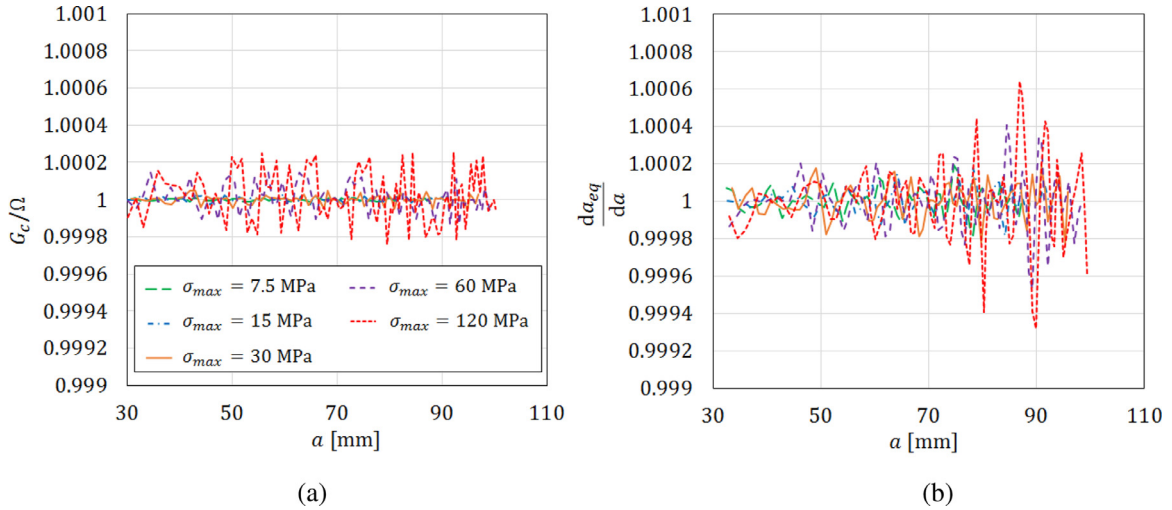 1.001
1.0008
1.0006
1.0004
1.0002
1
0.9998
0.9996
0.9994
0.9992
0.999
G_c/Ω
σ_max = 7.5 MPa
σ_max = 60 MPa
σ_max = 15 MPa
σ_max = 120 MPa
σ_max = 30 MPa
30 50 70 90 110
a [mm]
(a)
1.001
1.0008
1.0006
1.0004
1.0002
1
0.9998
0.9996
0.9994
0.9992
0.999
da_eq
da
30 50 70 90 110
a [mm]
(b)